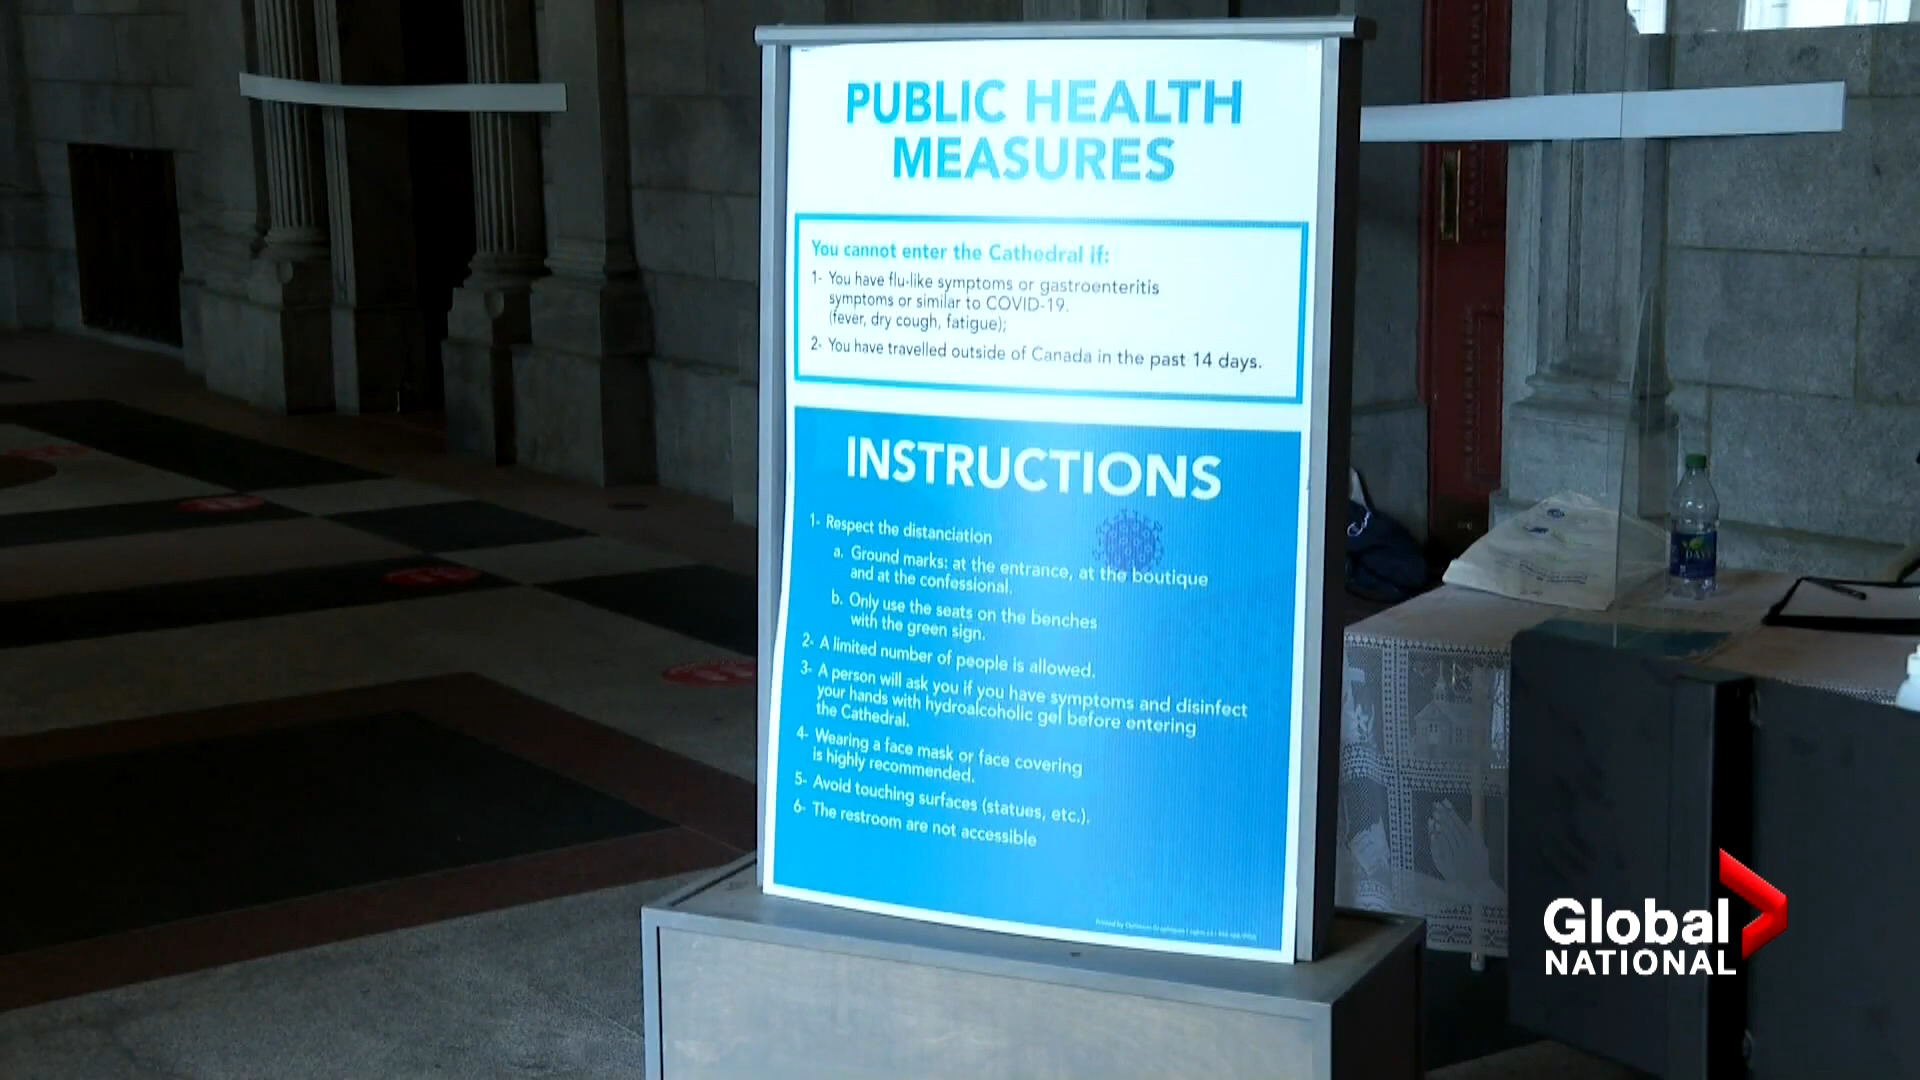 PUBLIC HEALTH
MEASURES
You cannot enter the Cathedral if:
1- You have flu-like symptoms or gastroenteritis
symptoms or similar to COVID-19.
(fever, dry cough, fatigue);
2- You have travelled outside of Canada in the past 14 days.
INSTRUCTIONS
1- Respect the distanciation
a. Ground marks: at the entrance, at the boutique
and at the confessional.
b. Only use the seats on the benches
with the green sign.
2- A limited number of people is allowed.
3- A person will ask you if you have symptoms and disinfect
your hands with hydroalcoholic gel before entering
the Cathedral.
4- Wearing a face mask or face covering
is highly recommended.
5- Avoid touching surfaces (statues, etc.).
6- The restroom are not accessible
Global
NATIONAL